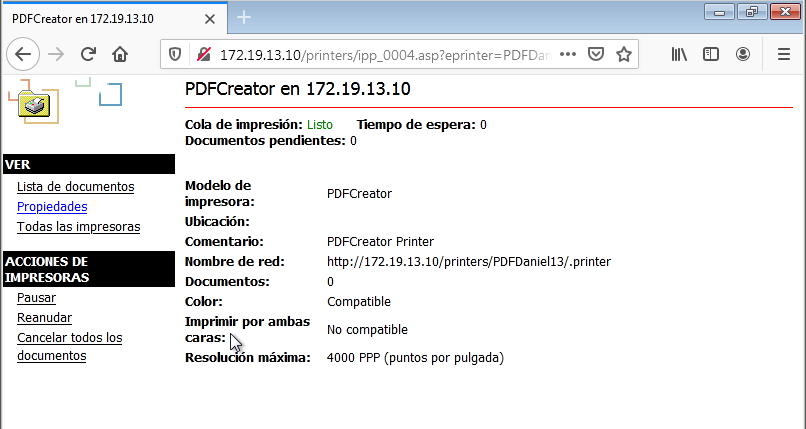 PDFCreator en 172.19.13.10
172.19.13.10/printers/ipp_0004.asp?eprinter=PDFDan
PDFCreator en 172.19.13.10
Cola de impresión: Listo Tiempo de espera: 0
Documentos pendientes: 0
VER
Lista de documentos
Propiedades
Todas las impresoras
ACCIONES DE
IMPRESORAS
Pausar
Reanudar
Cancelar todos los
documentos
Modelo de
impresora: PDFCreator
Ubicación:
Comentario: PDFCreator Printer
Nombre de red: http://172.19.13.10/printers/PDFDaniel13/.printer
Documentos: 0
Color: Compatible
Imprimir por ambas
caras: No compatible
Resolución máxima: 4000 PPP (puntos por pulgada)